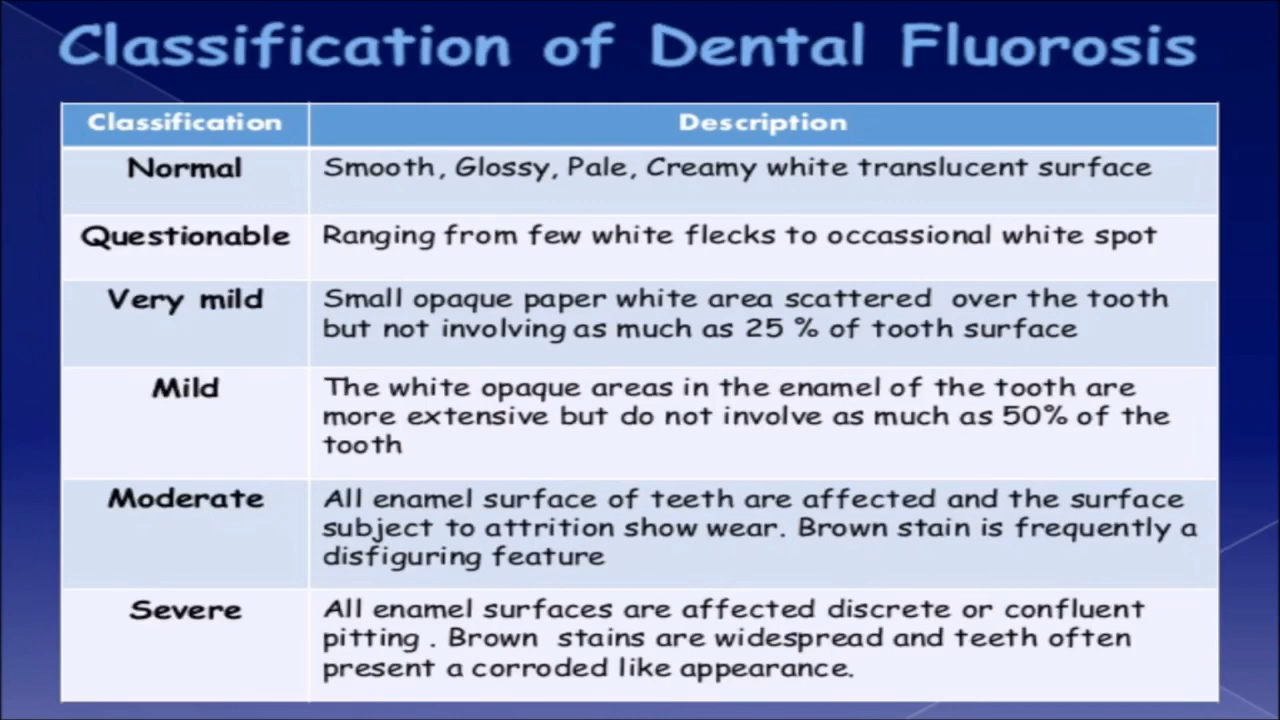 Classification of Dental Fluorosis
Classification Description
Normal Smooth, Glossy, Pale, Creamy white translucent surface
Questionable Ranging from few white flecks to occassional white spot
Very mild Small opaque paper white area scattered over the tooth
but not involving as much as 25 % of tooth surface
Mild The white opaque areas in the enamel of the tooth are
more extensive but do not involve as much as 50% of the
tooth
Moderate All enamel surface of teeth are affected and the surface
subject to attrition show wear. Brown stain is frequently a
disfiguring feature
Severe All enamel surfaces are affected discrete or confluent
pitting . Brown stains are widespread and teeth often
present a corroded like appearance.